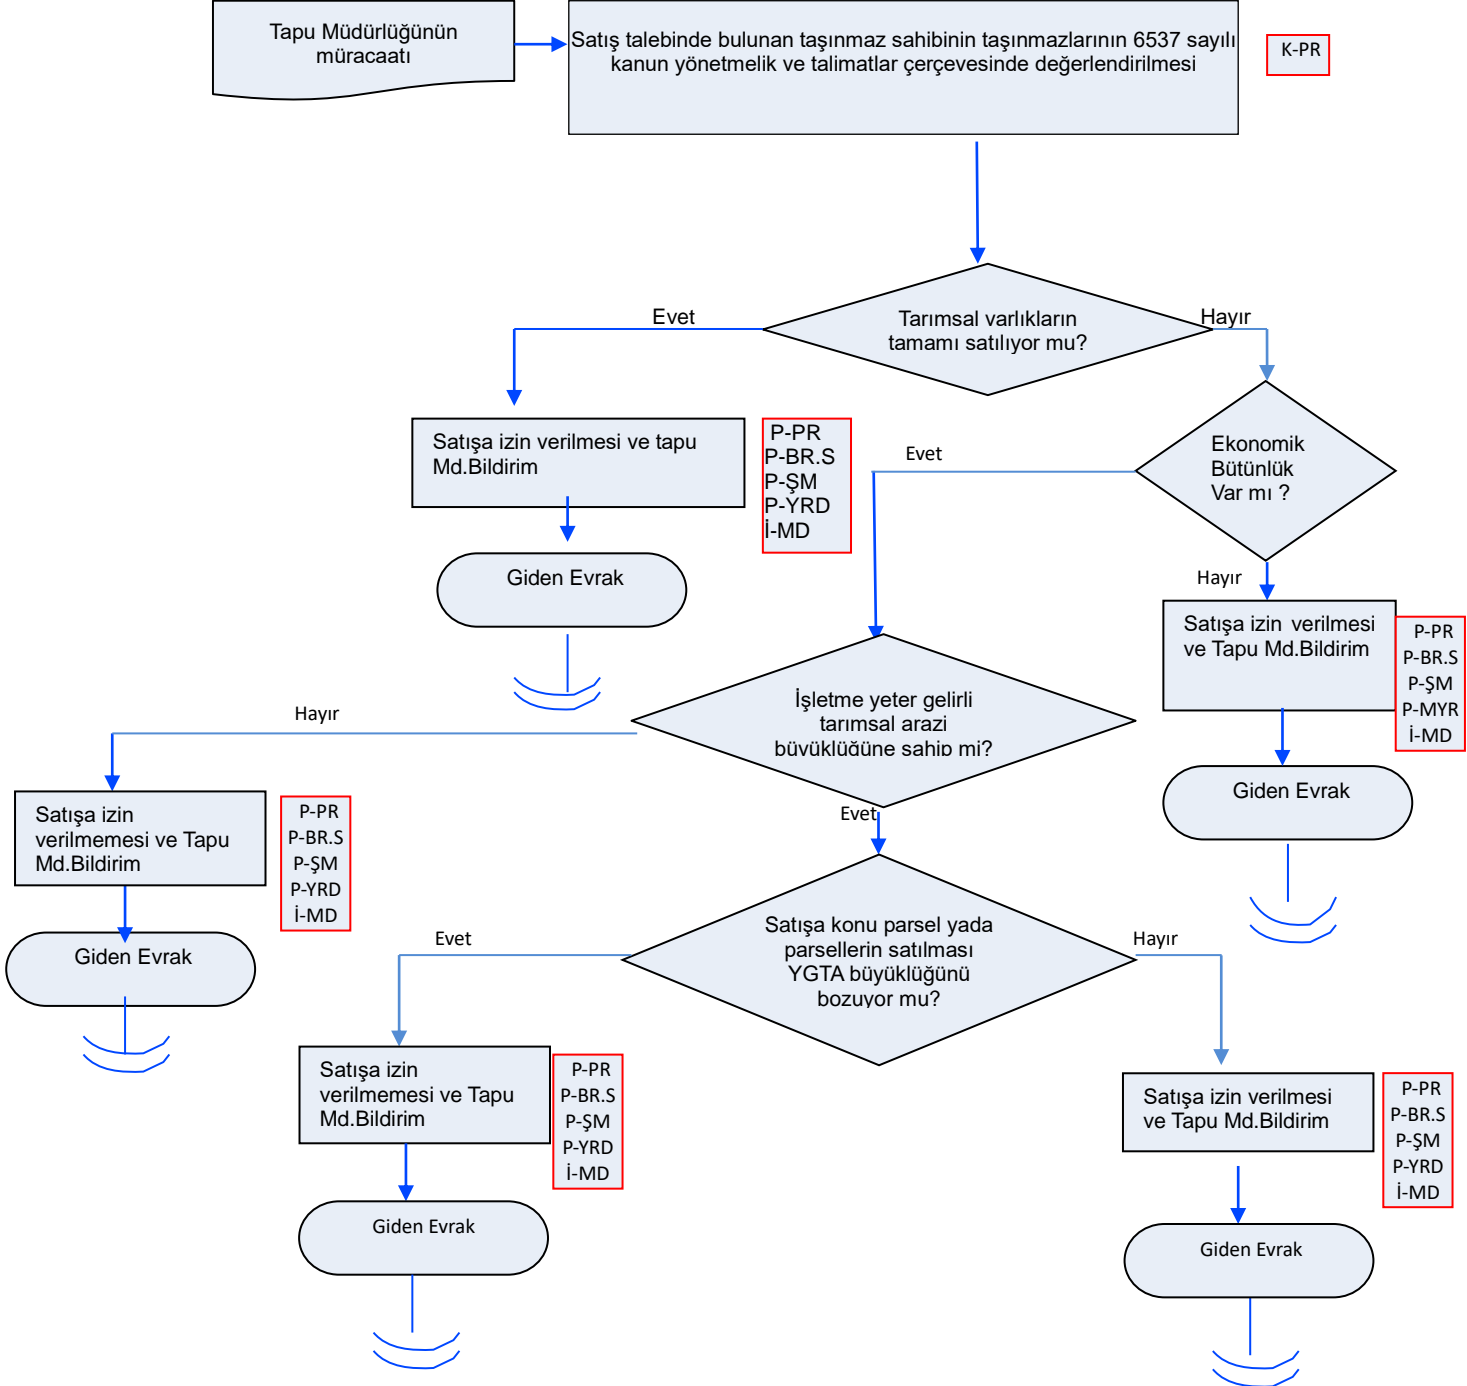 Tapu Müdürlüğünün
müracaatı
Satış talebinde bulunan taşınmaz sahibinin taşınmazlarının 6537 sayılı
kanun yönetmelik ve talimatlar çerçevesinde değerlendirilmesi
K-PR
Evet
Tarımsal varlıkların
tamamı satılıyor mu?
Hayır
Satışa izin verilmesi ve tapu
Md.Bildirim
P-PR
P-BR.S
P-ŞM
P-YRD
İ-MD
Evet
Ekonomik
Bütünlük
Var mı ?
Giden Evrak
Hayır
Satışa izin verilmesi
ve Tapu Md.Bildirim
P-PR
P-BR.S
P-ŞM
P-MYR
İ-MD
Giden Evrak
Hayır
İşletme yeter gelirli
tarımsal arazi
büyüklüğüne sahip mi?
Evet
Satışa izin
verilmemesi ve Tapu
Md.Bildirim
P-PR
P-BR.S
P-ŞM
P-YRD
İ-MD
Giden Evrak
Evet
Satışa konu parsel yada
parsellerin satılması
YGTA büyüklüğünü
bozuyor mu?
Hayır
Satışa izin
verilmemesi ve Tapu
Md.Bildirim
P-PR
P-BR.S
P-ŞM
P-YRD
İ-MD
Giden Evrak
Satışa izin verilmesi
ve Tapu Md.Bildirim
P-PR
P-BR.S
P-ŞM
P-YRD
İ-MD
Giden Evrak